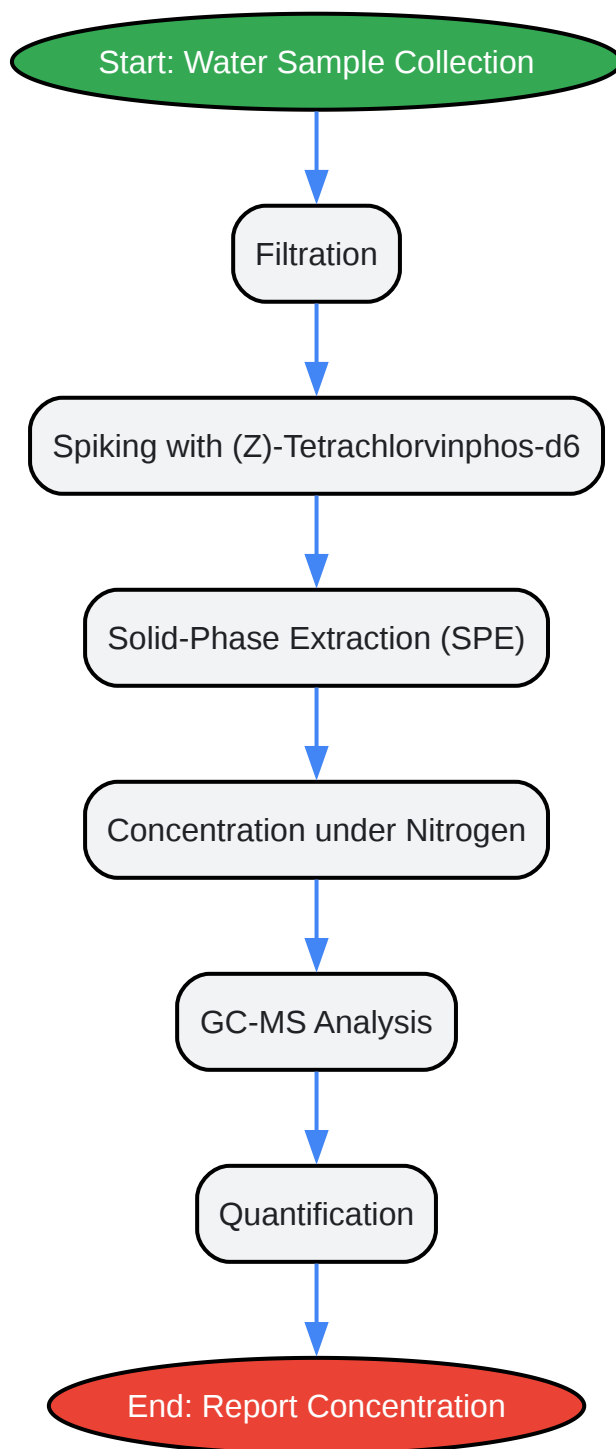 Start: Water Sample Collection
Filtration
Spiking with (Z)-Tetrachlorvinphos-d6
Solid-Phase Extraction (SPE)
Concentration under Nitrogen
GC-MS Analysis
Quantification
End: Report Concentration